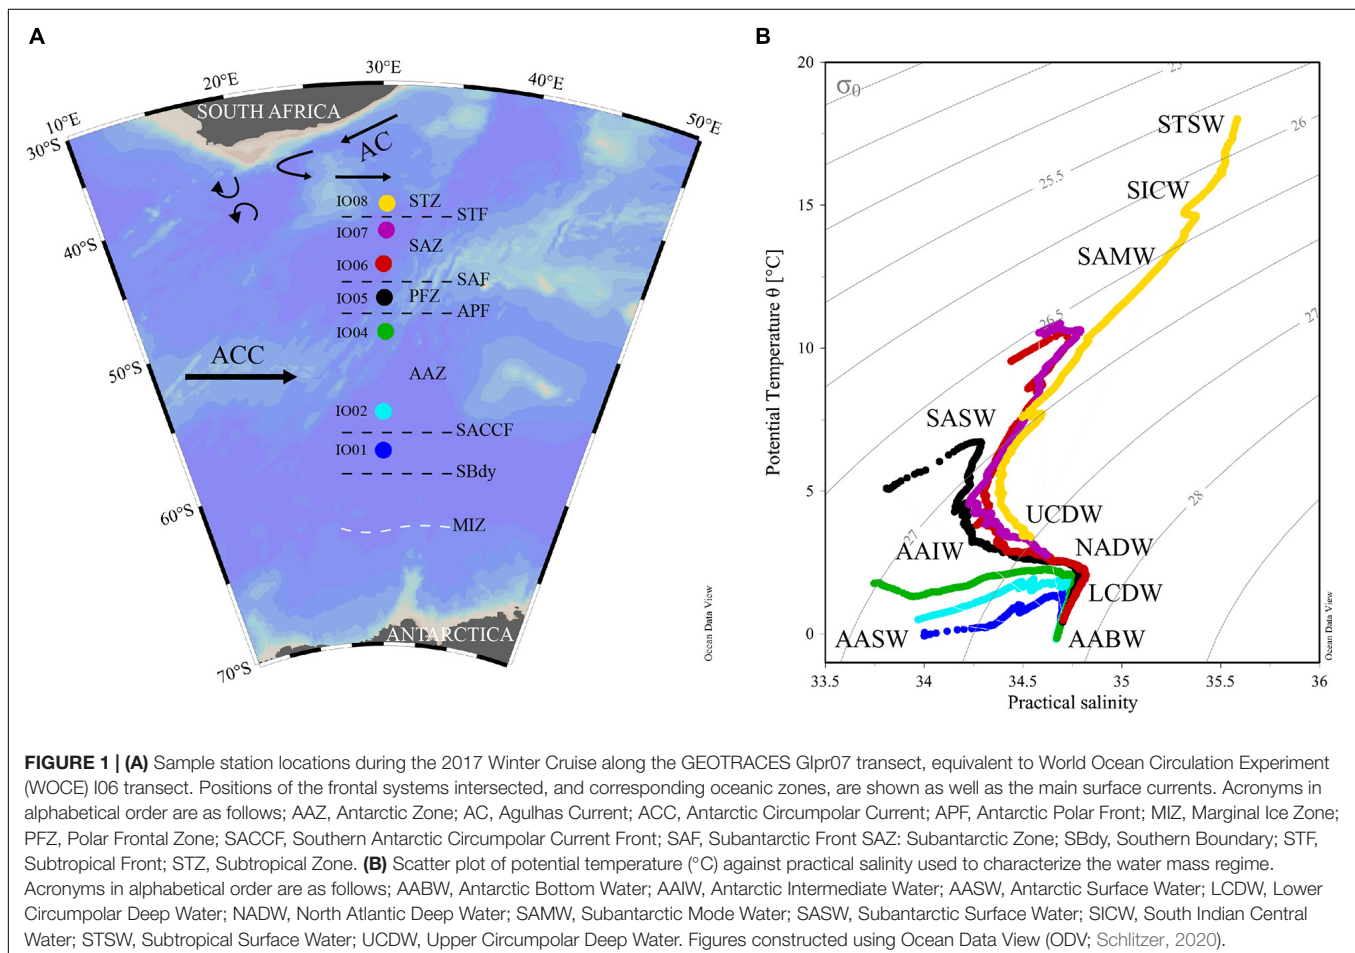 A
B
10°E
20°E
30°E
40°E
50°E
30°S
40°S
50°S
60°S
70°S
SOUTH AFRICA
AC
IO08
STZ
STF
IO07
SAZ
IO06
SAF
IO05
PFZ
APF
IO04
ACC
AAZ
IO02
SACCF
IO01
SBdy
MIZ
ANTARCTICA
Ocean Data View
σ0
20
15
10
5
0
Potential Temperature θ [°C]
33.5
34
34.5
35
35.5
36
Practical salinity
25
25.5
26
26.5
27
27
28
STSW
SICW
SAMW
SASW
UCDW
AAIW
NADW
LCDW
AASW
AABW
Ocean Data View
FIGURE 1 | (A) Sample station locations during the 2017 Winter Cruise along the GEOTRACES GIpr07 transect, equivalent to World Ocean Circulation Experiment
(WOCE) I06 transect. Positions of the frontal systems intersected, and corresponding oceanic zones, are shown as well as the main surface currents. Acronyms in
alphabetical order are as follows; AAZ, Antarctic Zone; AC, Agulhas Current; ACC, Antarctic Circumpolar Current; APF, Antarctic Polar Front; MIZ, Marginal Ice Zone;
PFZ, Polar Frontal Zone; SACCF, Southern Antarctic Circumpolar Current Front; SAF, Subantarctic Front SAZ: Subantarctic Zone; SBdy, Southern Boundary; STF,
Subtropical Front; STZ, Subtropical Zone. (B) Scatter plot of potential temperature (°C) against practical salinity used to characterize the water mass regime.
Acronyms in alphabetical order are as follows; AABW, Antarctic Bottom Water; AAIW, Antarctic Intermediate Water; AASW, Antarctic Surface Water; LCDW, Lower
Circumpolar Deep Water; NADW, North Atlantic Deep Water; SAMW, Subantarctic Mode Water; SASW, Subantarctic Surface Water; SICW, South Indian Central
Water; STSW, Subtropical Surface Water; UCDW, Upper Circumpolar Deep Water. Figures constructed using Ocean Data View (ODV; Schlitzer, 2020).